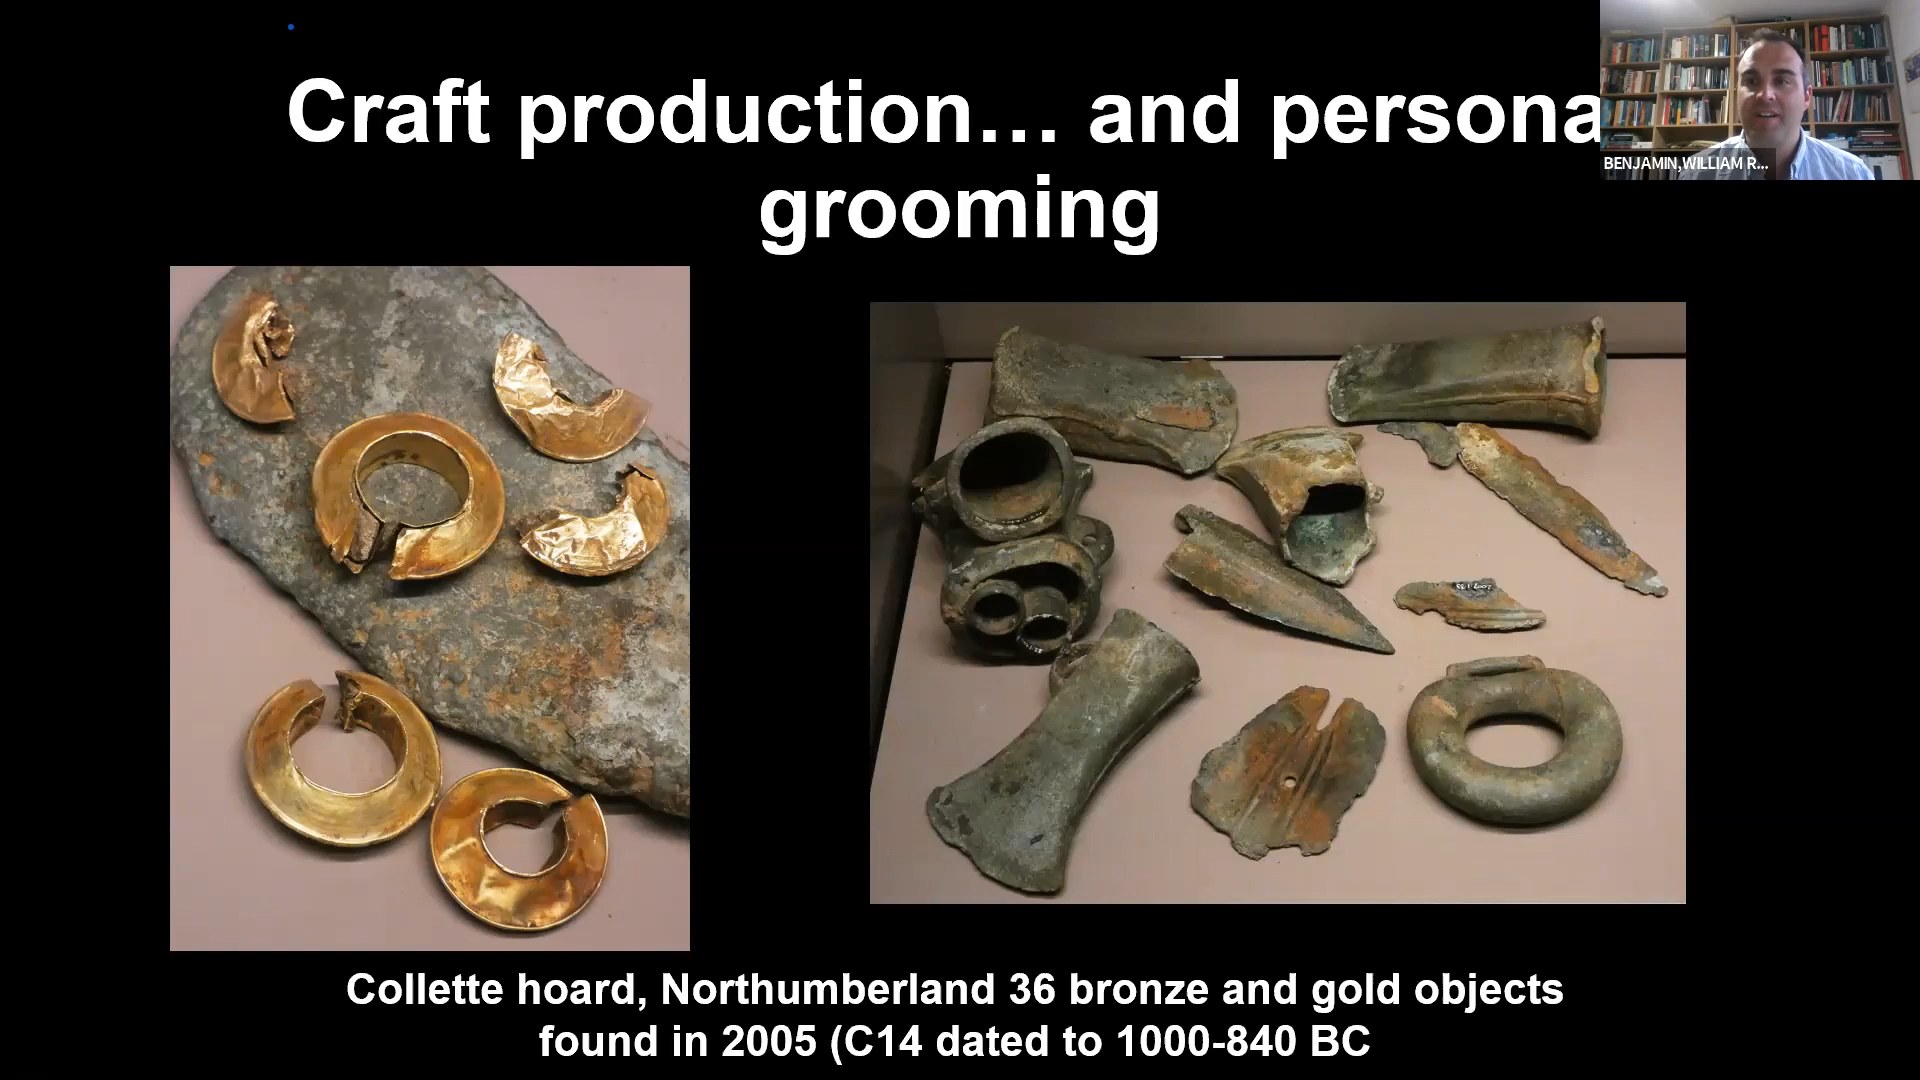 Craft production… and persona
grooming
BENJAMIN,WILLIAM R...
Collette hoard, Northumberland 36 bronze and gold objects
found in 2005 (C14 dated to 1000-840 BC